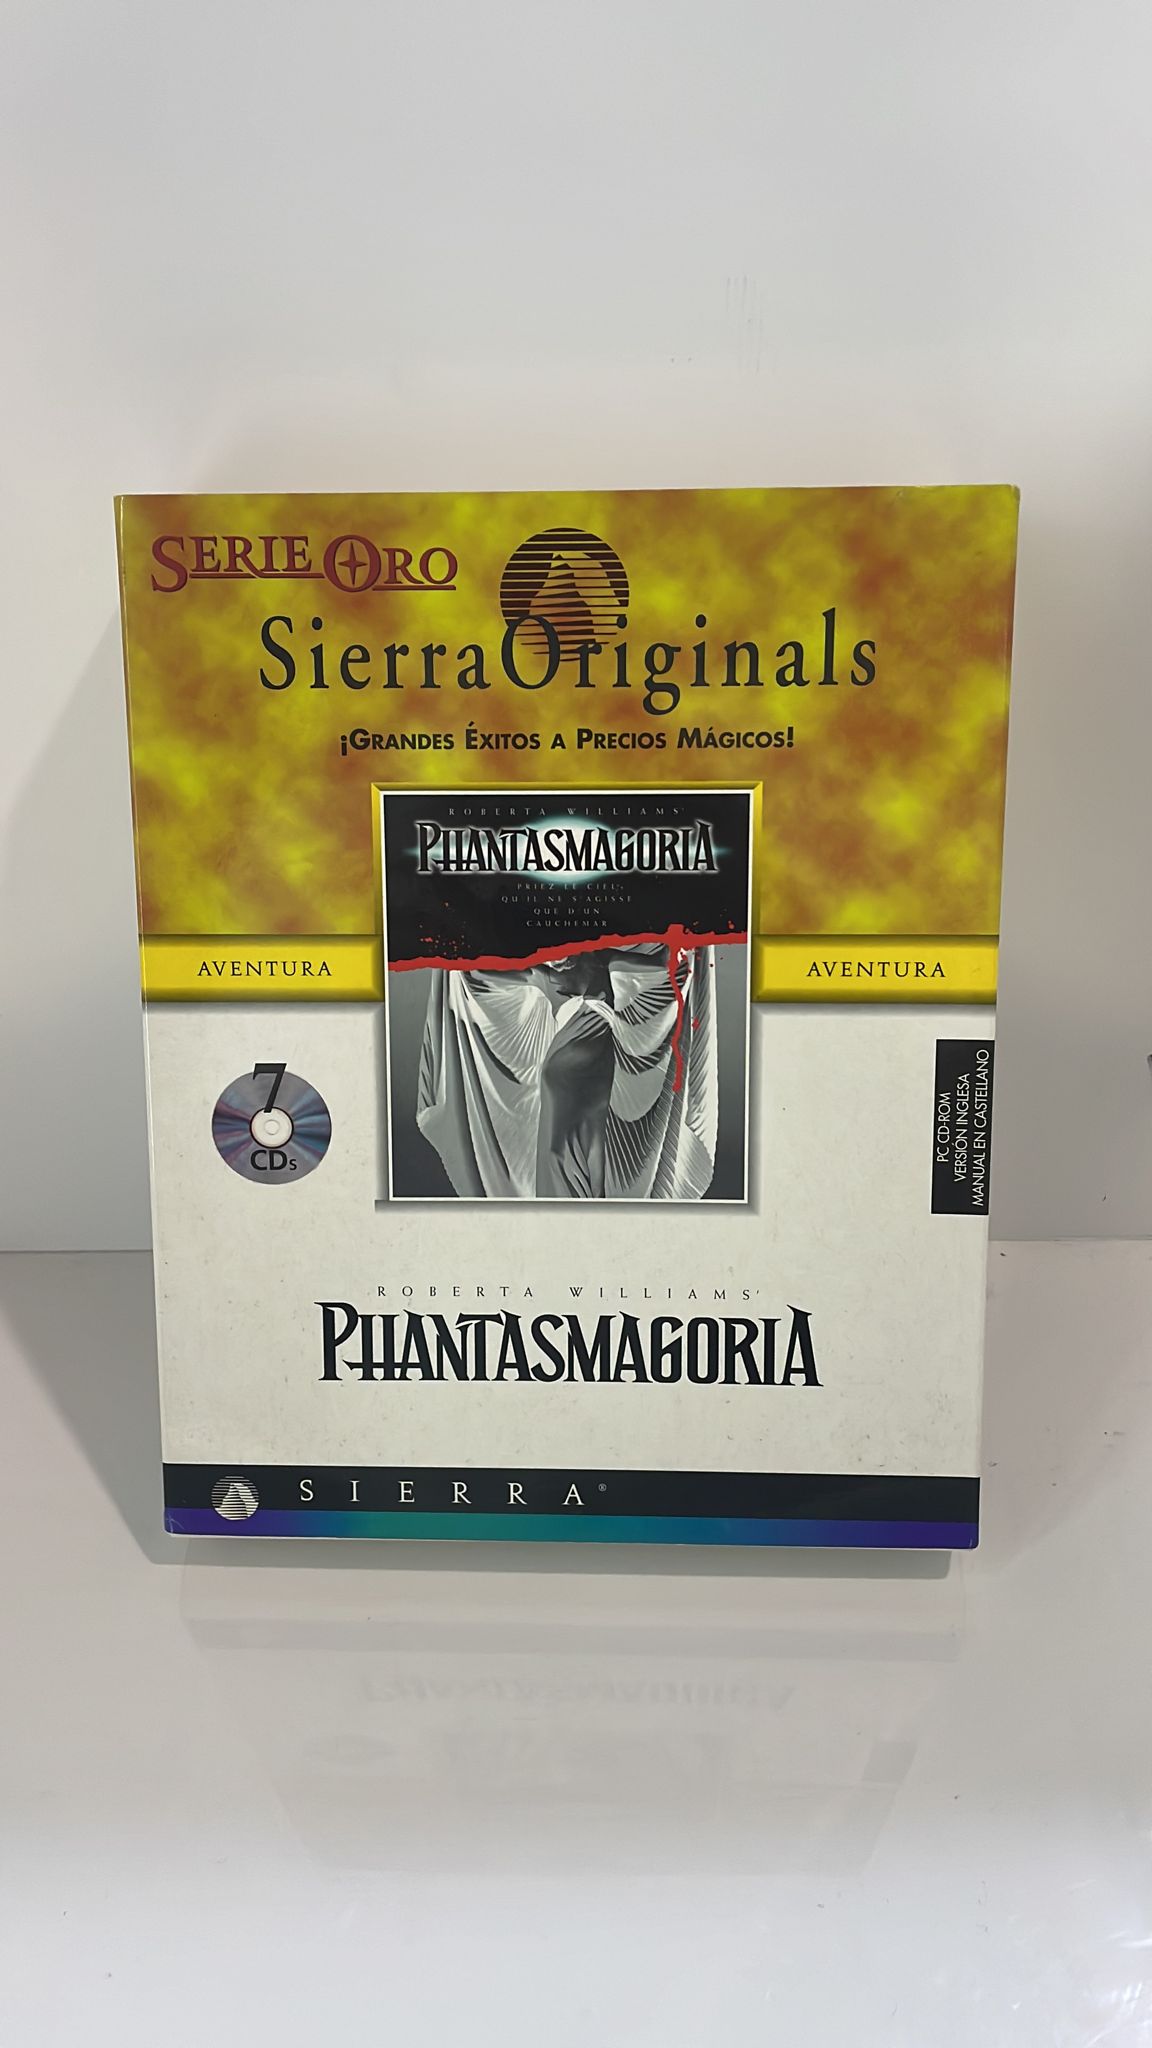 SERIE ORO
SierraOriginals
¡GRANDES ÉXITOS A PRECIOS MÁGICOS!
ROBERTA WILLIAMS'
PHANTASMAGORIA
PRIEZ LE CIEL,
QU'IL NE S'AGISSE
QUE D'UN
CAUCHEMAR
AVENTURA
AVENTURA
7
CDs
PC CD-ROM
VERSIÓN INGLESA
MANUAL EN CASTELLANO
ROBERTA WILLIAMS'
PHANTASMAGORIA
SIERRA®